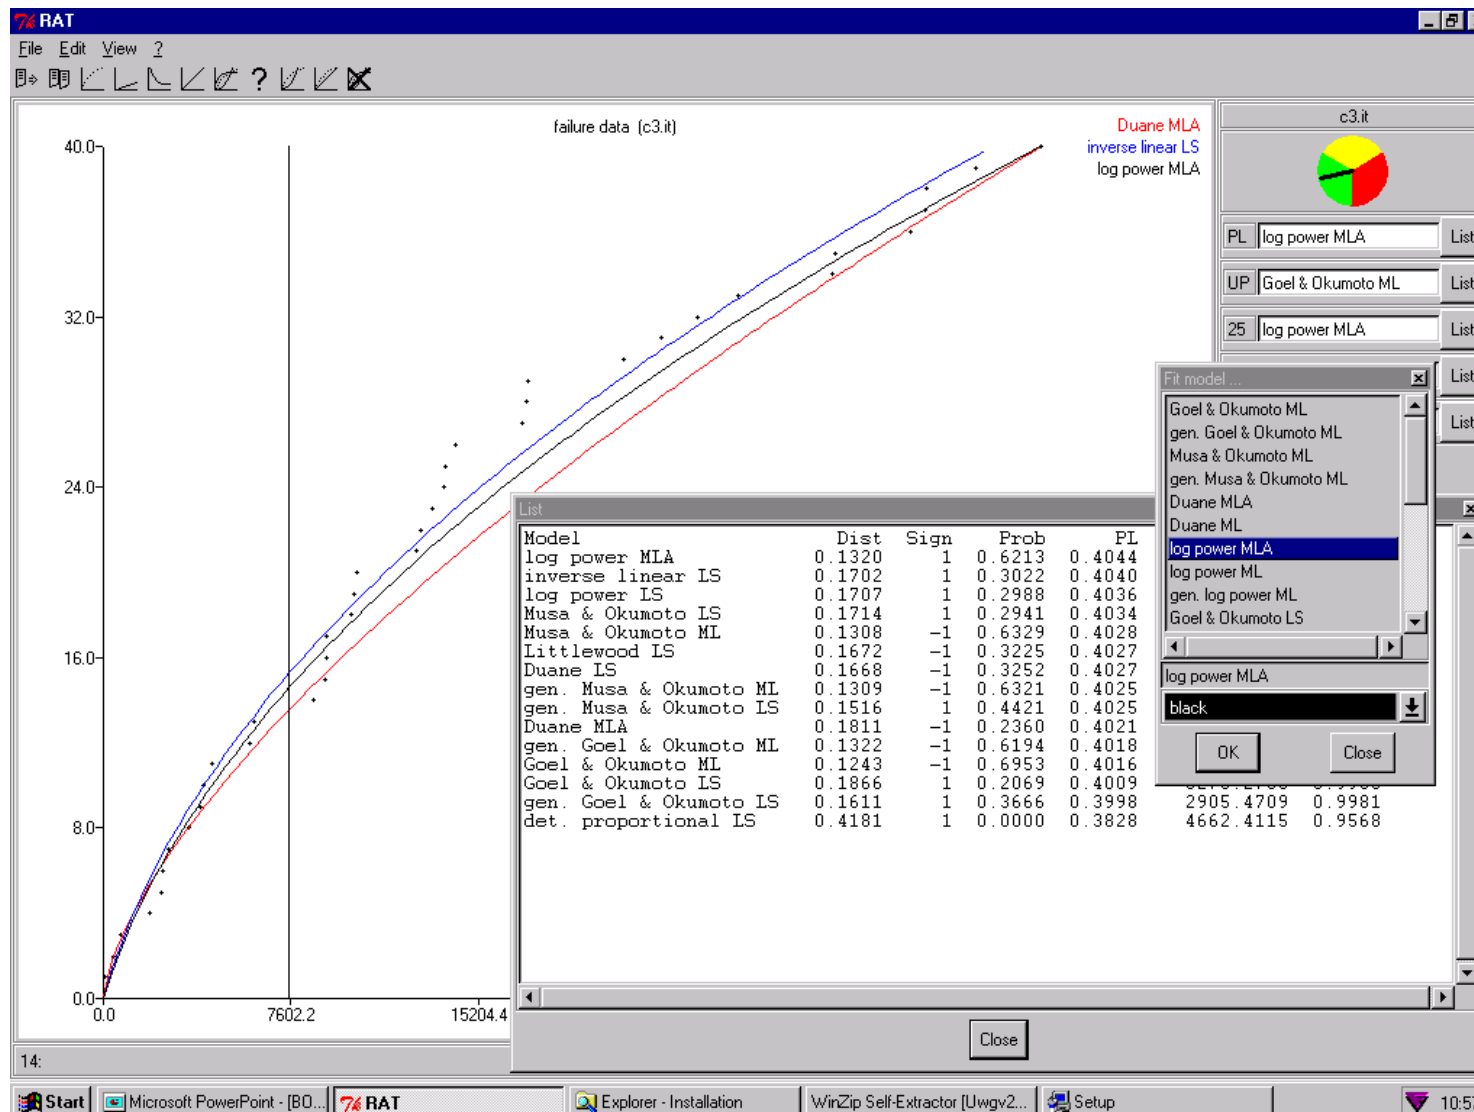 RAT
File Edit View ?
?
failure data (c3.it)
Duane MLA
inverse linear LS
log power MLA
40.0
32.0
24.0
16.0
8.0
0.0
0.0 7602.2 15204.4
14:
c3.it
PL log power MLA List
UP Goel & Okumoto ML List
25 log power MLA List
List
List
Fit model ...
Goel & Okumoto ML
gen. Goel & Okumoto ML
Musa & Okumoto ML
gen. Musa & Okumoto ML
Duane MLA
Duane ML
log power MLA
log power ML
gen. log power ML
Goel & Okumoto LS
log power MLA
black
OK Close
List
Model Dist Sign Prob PL
log power MLA 0.1320 1 0.6213 0.4044
inverse linear LS 0.1702 1 0.3022 0.4040
log power LS 0.1707 1 0.2988 0.4036
Musa & Okumoto LS 0.1714 1 0.2941 0.4034
Musa & Okumoto ML 0.1308 -1 0.6329 0.4028
Littlewood LS 0.1672 -1 0.3225 0.4027
Duane LS 0.1668 -1 0.3252 0.4027
gen. Musa & Okumoto ML 0.1309 -1 0.6321 0.4025
gen. Musa & Okumoto LS 0.1516 1 0.4421 0.4025
Duane MLA 0.1811 -1 0.2360 0.4021
gen. Goel & Okumoto ML 0.1322 -1 0.6194 0.4018
Goel & Okumoto ML 0.1243 -1 0.6953 0.4016
Goel & Okumoto LS 0.1866 1 0.2069 0.4009
gen. Goel & Okumoto LS 0.1611 1 0.3666 0.3998 2905.4709 0.9981
det. proportional LS 0.4181 1 0.0000 0.3828 4662.4115 0.9568
Close
Start Microsoft PowerPoint - [BO... RAT Explorer - Installation WinZip Self-Extractor [Uwgv2... Setup